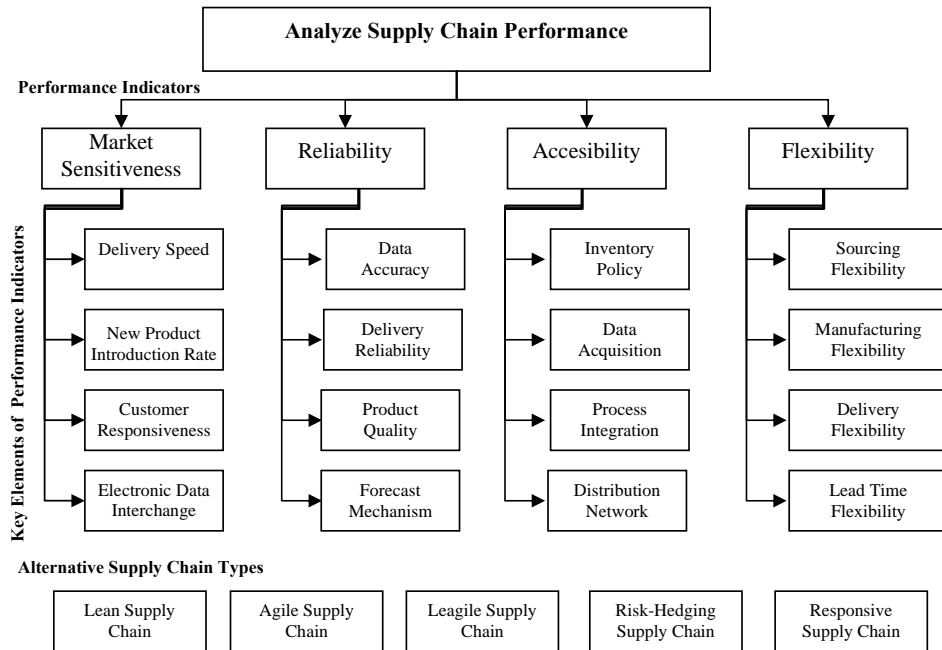 Analyze Supply Chain Performance
Performance Indicators
Market
Sensitiveness
Reliability
Accesibility
Flexibility
Key Elements of Performance Indicators
Delivery Speed
New Product
Introduction Rate
Customer
Responsiveness
Electronic Data
Interchange
Data
Accuracy
Delivery
Reliability
Product
Quality
Forecast
Mechanism
Inventory
Policy
Data
Acquisition
Process
Integration
Distribution
Network
Sourcing
Flexibility
Manufacturing
Flexibility
Delivery
Flexibility
Lead Time
Flexibility
Alternative Supply Chain Types
Lean Supply
Chain
Agile Supply
Chain
Leagile Supply
Chain
Risk-Hedging
Supply Chain
Responsive
Supply Chain